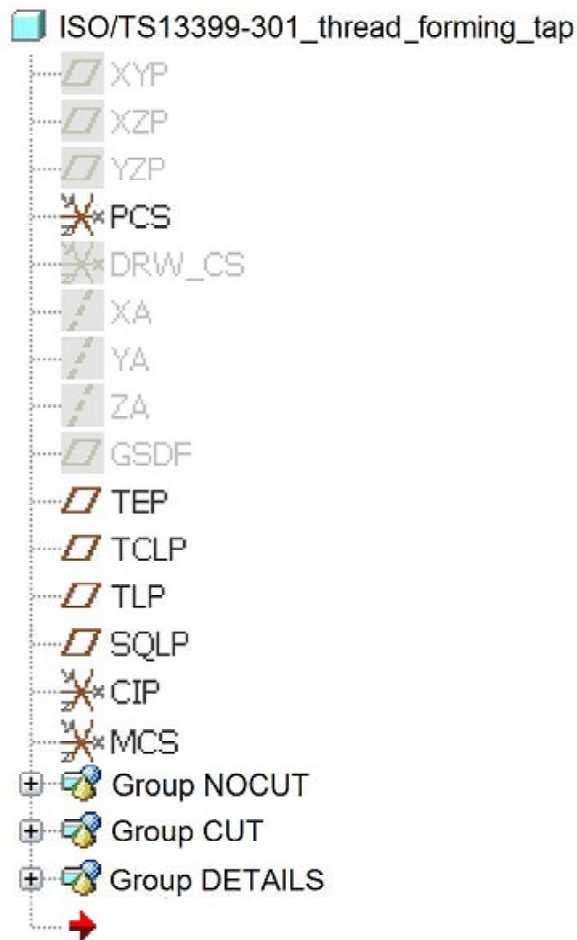 ISO/TS13399-301_thread_forming_tap
XYP
XZP
YZP
PCS
DRW_CS
XA
YA
ZA
GSDF
TEP
TCLP
TLP
SQLP
CIP
MCS
Group NOCUT
Group CUT
Group DETAILS